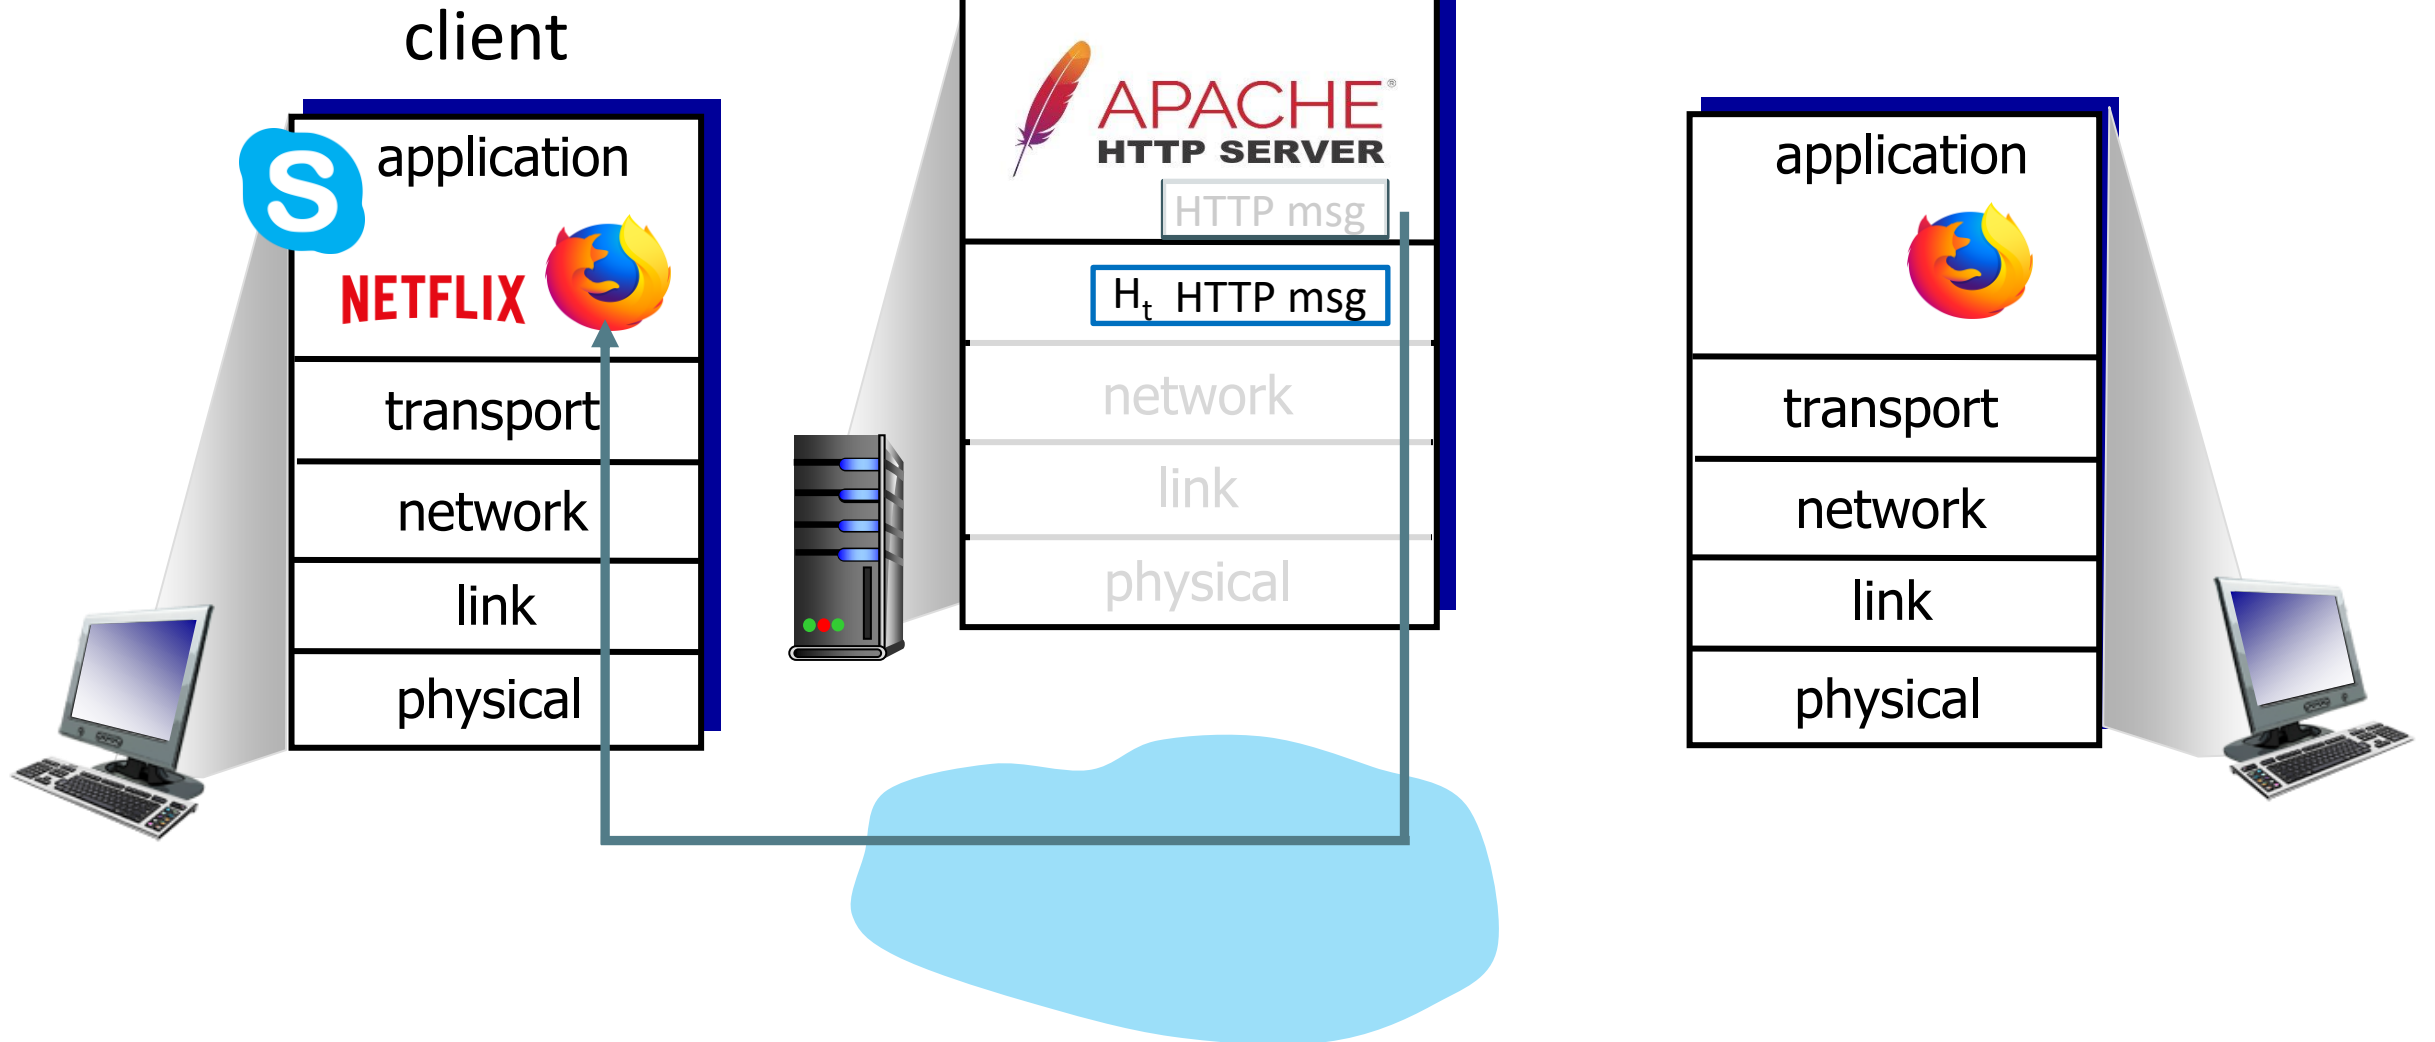 client
application
NETFLIX
transport
network
link
physical
APACHE®
HTTP SERVER
HTTP msg
Hₜ HTTP msg
network
link
physical
application
transport
network
link
physical